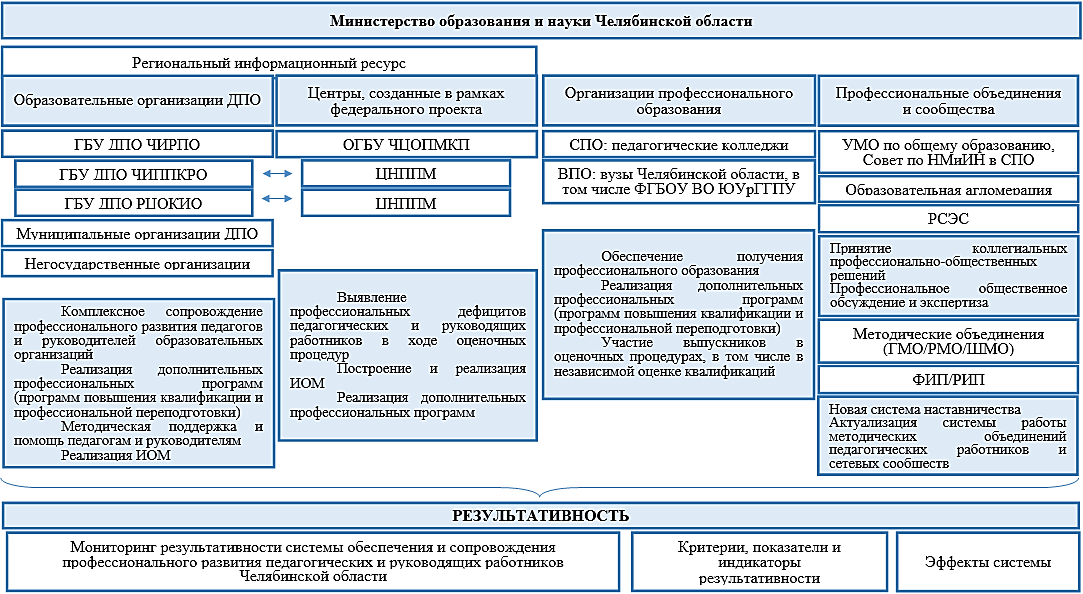 Министерство образования и науки Челябинской области
Региональный информационный ресурс
Образовательные организации ДПО
ГБУ ДПО ЧИРПО
ГБУ ДПО ЧИППКРО
ГБУ ДПО РЦОКИО
Муниципальные организации ДПО
Негосударственные организации
Комплексное сопровождение
профессионального развития педагогов
и руководителей образовательных
организаций
Реализация дополнительных
профессиональных программ
(программ повышения квалификации и
профессиональной переподготовки)
Методическая поддержка и
помощь педагогам и руководителям
Реализация ИОМ
Центры, созданные в рамках
федерального проекта
ОГБУ ЧЦОПМКП
ЦНППМ
ЦНППМ
Выявление
профессиональных дефицитов
педагогических и руководящих
работников в ходе оценочных
процедур
Построение и реализация
ИОМ
Реализация дополнительных
профессиональных программ
Организации профессионального
образования
СПО: педагогические колледжи
ВПО: вузы Челябинской области, в
том числе ФГБОУ ВО ЮУрГГПУ
Обеспечение получения
профессионального образования
Реализация дополнительных
профессиональных программ
(программ повышения квалификации и
профессиональной переподготовки)
Участие выпускников в
оценочных процедурах, в том числе в
независимой оценке квалификаций
Профессиональные объединения
и сообщества
УМО по общему образованию,
Совет по НМиИН в СПО
Образовательная агломерация
РСЭС
Принятие коллегиальных
профессионально-общественных
решений
Профессиональное общественное
обсуждение и экспертиза
Методические объединения
(ГМО/РМО/ШМО)
ФИП/РИП
Новая система наставничества
Актуализация системы работы
методических объединений
педагогических работников и
сетевых сообществ
РЕЗУЛЬТАТИВНОСТЬ
Мониторинг результативности системы обеспечения и сопровождения
профессионального развития педагогических и руководящих работников
Челябинской области
Критерии, показатели и
индикаторы
результативности
Эффекты системы